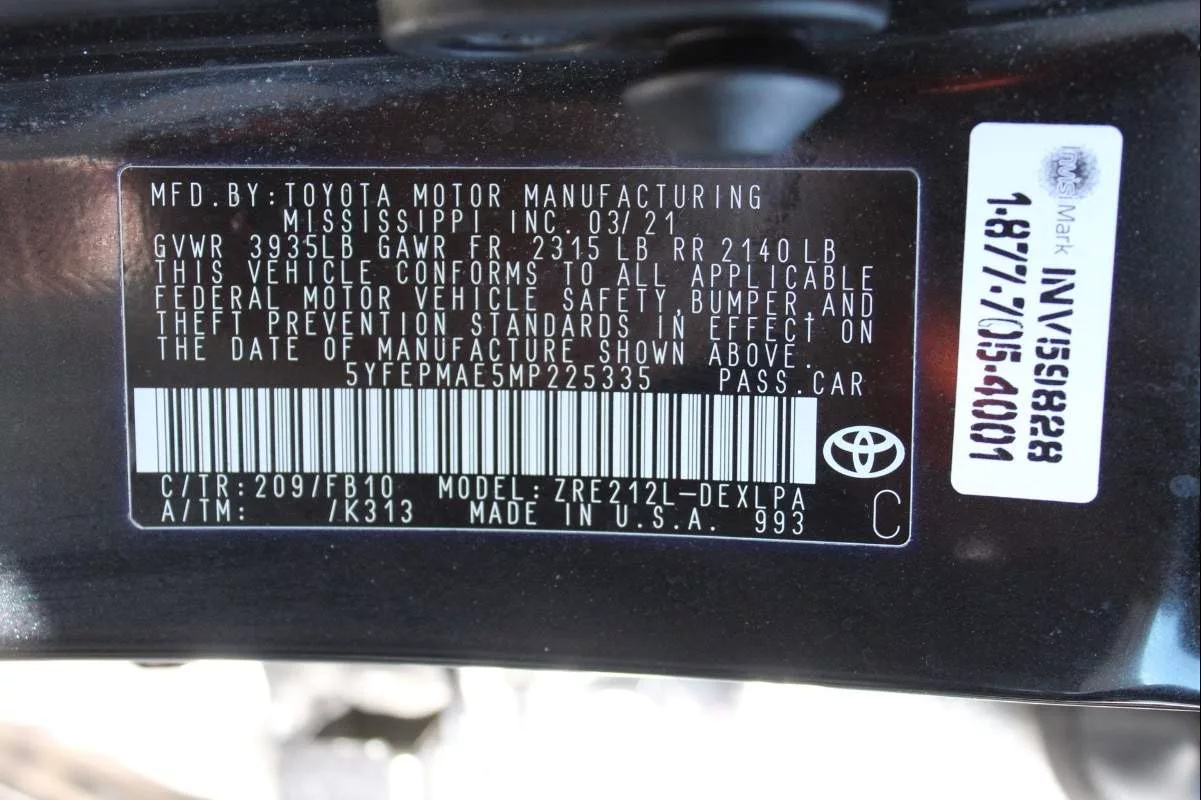 MFD. BY: TOYOTA MOTOR MANUFACTURING
MISSISSIPPI INC. 03/21
GVWR 3935LB GAWR FR 2315 LB RR 2140 LB
THIS VEHICLE CONFORMS TO ALL APPLICABLE
FEDERAL MOTOR VEHICLE SAFETY, BUMPER, AND
THEFT PREVENTION STANDARDS IN EFFECT ON
THE DATE OF MANUFACTURE SHOWN ABOVE.
5YFEPMAE5MP225335 PASS. CAR
C/TR: 209/FB10 MODEL: ZRE212L-DEXLPA
A/TM: /K313 MADE IN U.S.A. 993
C
iMark INV59828
1.877.705.4001